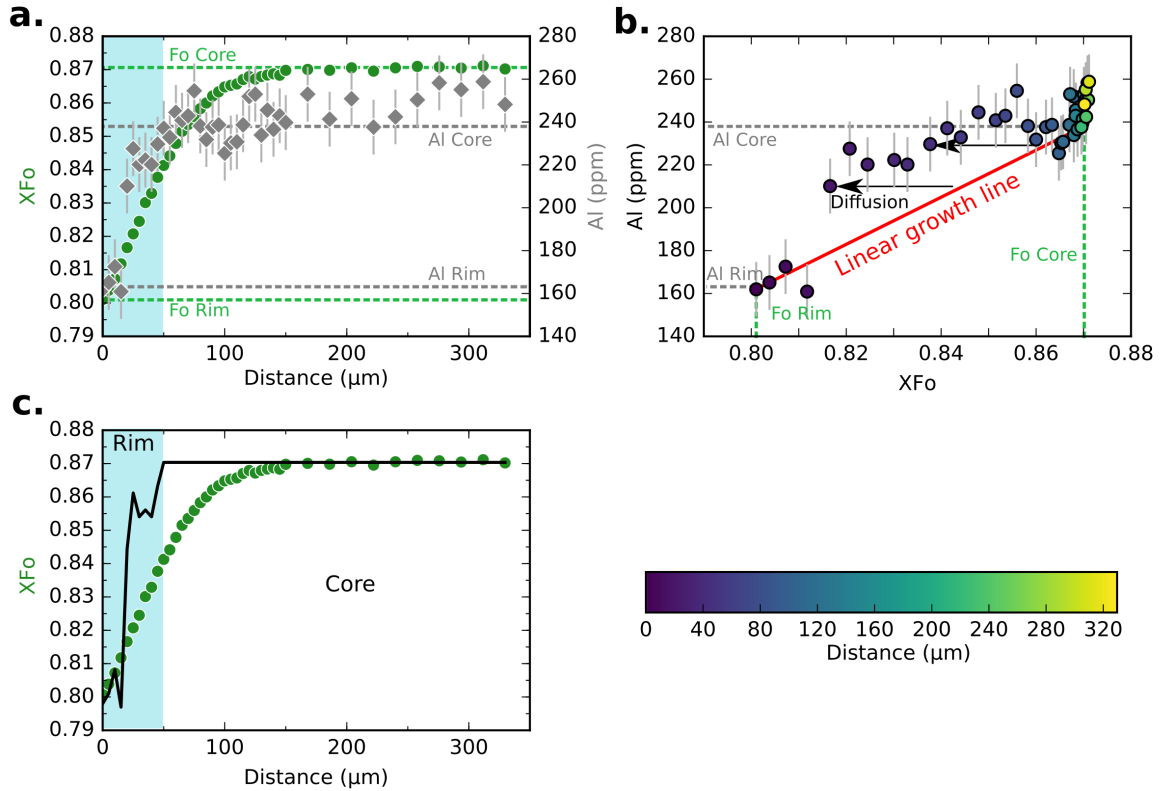 a.
0.88
0.87
0.86
0.85
0.84
0.83
0.82
0.81
0.80
0.79
XFo
Fo Core
Al Core
Al Rim
Fo Rim
280
260
240
220
200
180
160
140
Al (ppm)
0
100
200
300
Distance (μm)
b.
280
260
240
220
200
180
160
140
Al (ppm)
Al Core
Diffusion
Linear growth line
Fo Core
Al Rim
Fo Rim
0.80
0.82
0.84
0.86
0.88
XFo
c.
0.88
0.87
0.86
0.85
0.84
0.83
0.82
0.81
0.80
0.79
XFo
Rim
Core
0
100
200
300
Distance (μm)
0
40
80
120
160
200
240
280
320
Distance (μm)